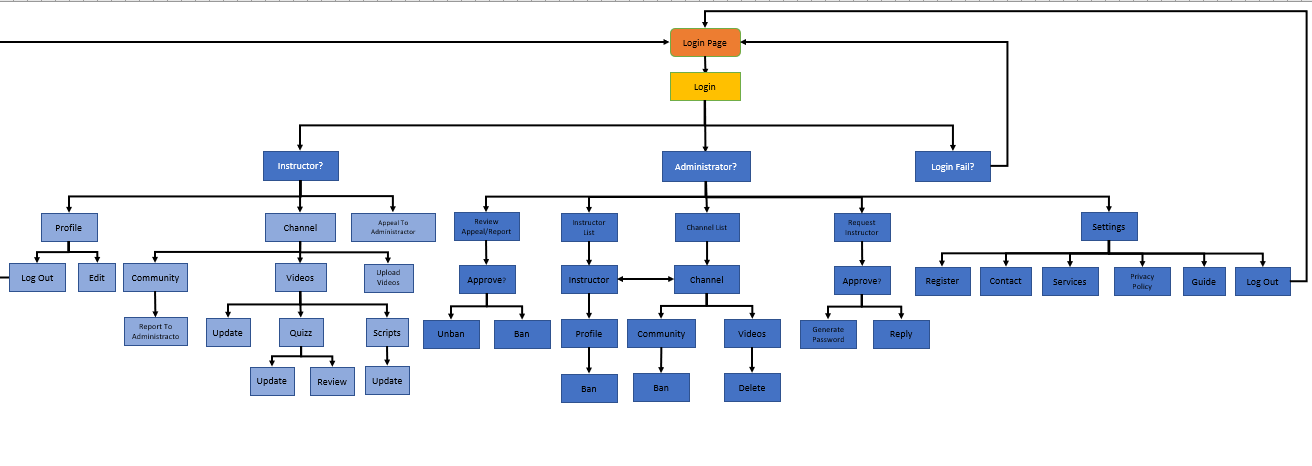 Login Page
Login
Instructor?
Administrator?
Login Fail?
Profile
Channel
Appeal To
Administractor
Review
Appeal/Report
Instructor
List
Channel List
Request
Instructor
Settings
Log Out
Edit
Community
Videos
Upload
Videos
Approve?
Instructor
Channel
Approve?
Register
Contact
Services
Privacy
Policy
Guide
Log Out
Report To
Administracto
Update
Quizz
Scripts
Unban
Ban
Profile
Community
Videos
Generate
Password
Reply
Update
Review
Update
Ban
Ban
Delete